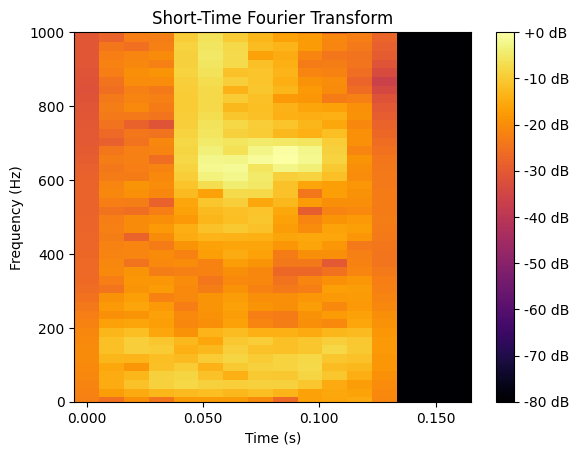 Short-Time Fourier Transform
1000
800
600
400
200
0
Frequency (Hz)
0.000
0.050
0.100
0.150
Time (s)
+0 dB
-10 dB
-20 dB
-30 dB
-40 dB
-50 dB
-60 dB
-70 dB
-80 dB